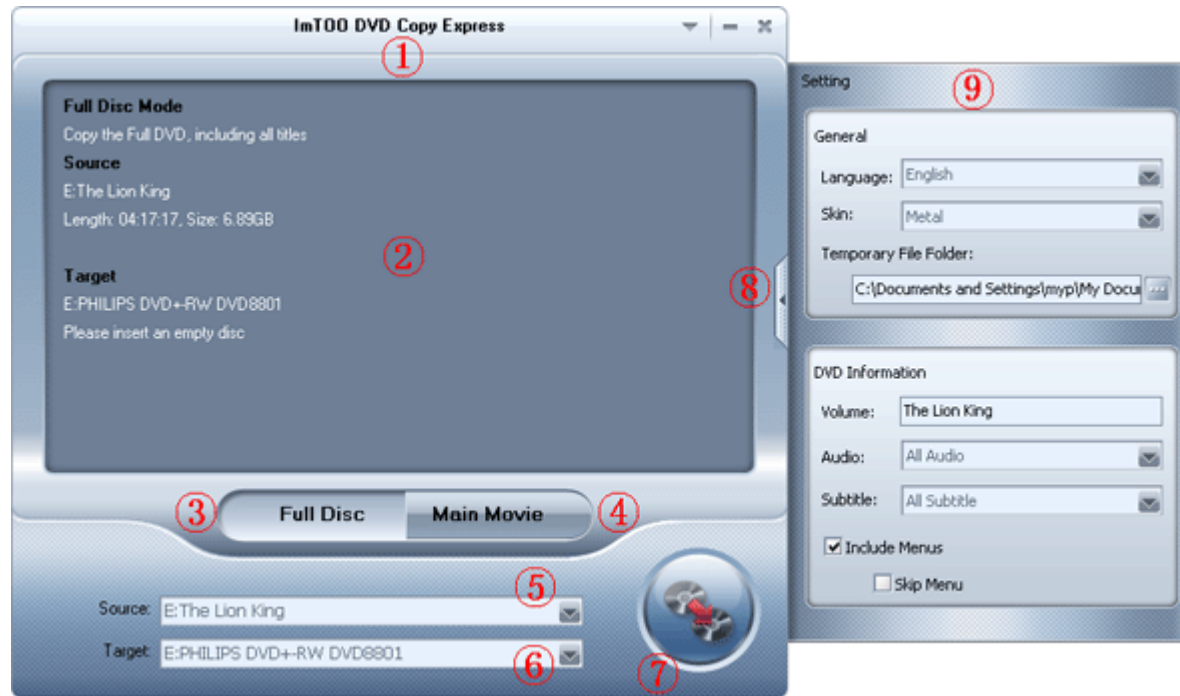 ImTOO DVD Copy Express
①
Full Disc Mode
Copy the Full DVD, including all titles
Source
E:The Lion King
Length: 04:17:17, Size: 6.89GB
②
Target
E:PHILIPS DVD+-RW DVD8801
Please insert an empty disc
③
Full Disc
Main Movie
④
Source: E:The Lion King
⑤
Target: E:PHILIPS DVD+-RW DVD8801
⑥
⑦
⑧
Setting
⑨
General
Language: English
Skin: Metal
Temporary File Folder:
C:\Documents and Settings\myp\My Docu
...
DVD Information
Volume: The Lion King
Audio: All Audio
Subtitle: All Subtitle
Include Menus
Skip Menu